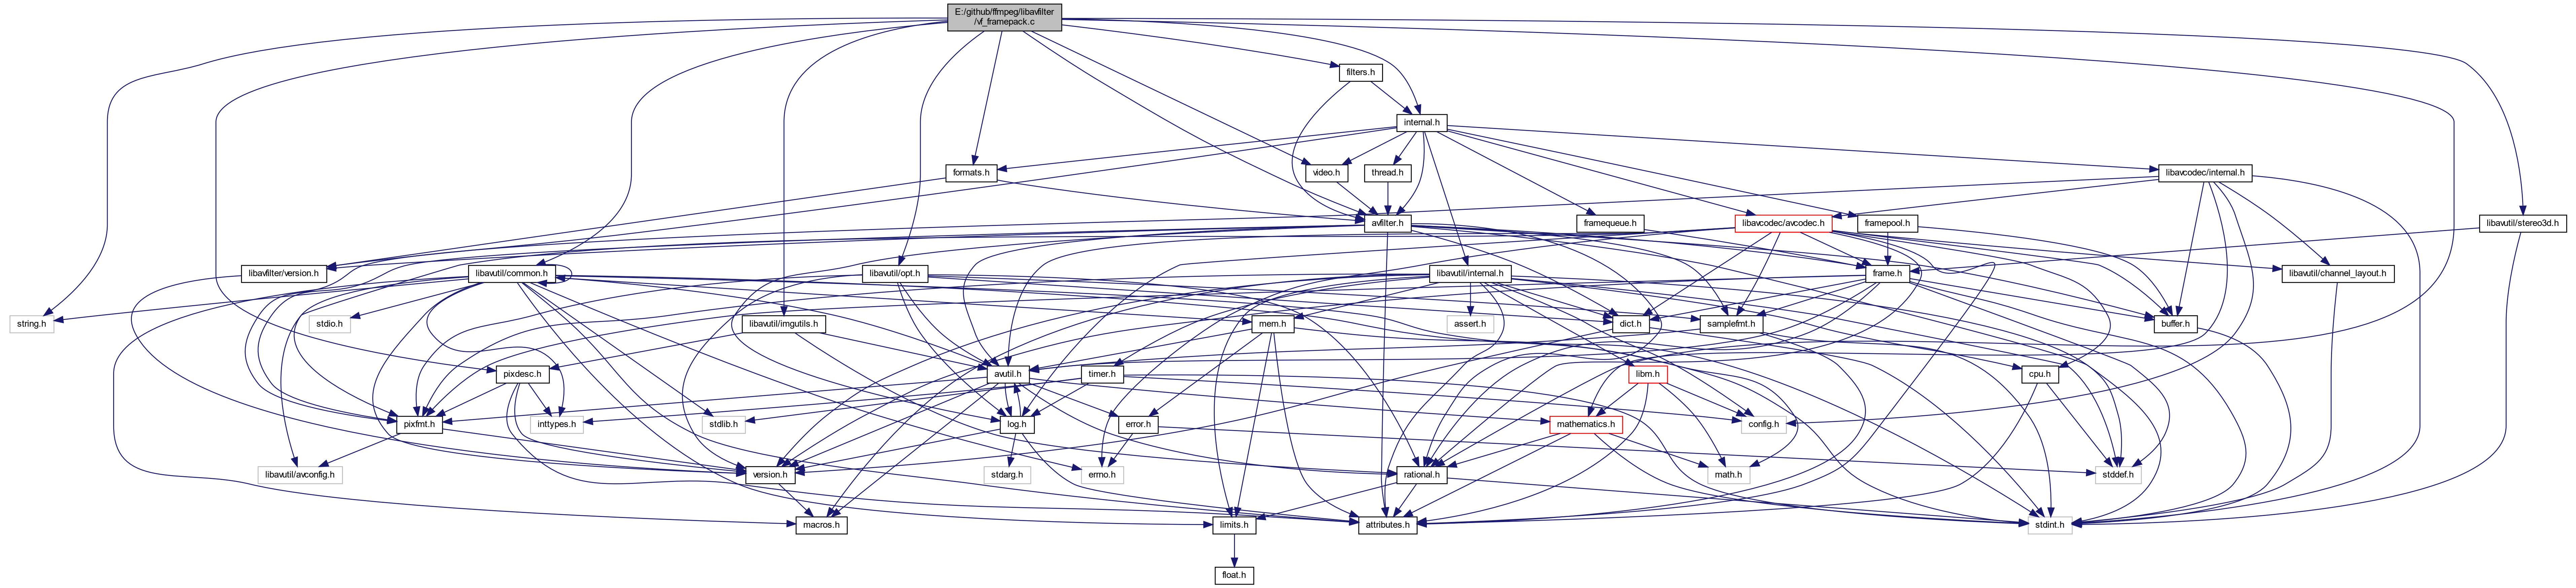 E:/github/ffmpeg/libavfilter
/vf_framepack.c
filters.h
internal.h
formats.h
video.h
thread.h
libavcodec/internal.h
avfilter.h
framequeue.h
libavcodec/avcodec.h
framepool.h
libavutil/stereo3d.h
libavfilter/version.h
libavutil/common.h
libavutil/opt.h
libavutil/internal.h
frame.h
libavutil/channel_layout.h
string.h
stdio.h
libavutil/imgutils.h
mem.h
assert.h
dict.h
samplefmt.h
buffer.h
pixdesc.h
avutil.h
timer.h
libm.h
cpu.h
pixfmt.h
inttypes.h
stdlib.h
log.h
error.h
mathematics.h
config.h
libavutil/avconfig.h
version.h
stdarg.h
errno.h
rational.h
math.h
stddef.h
macros.h
limits.h
attributes.h
stdint.h
float.h